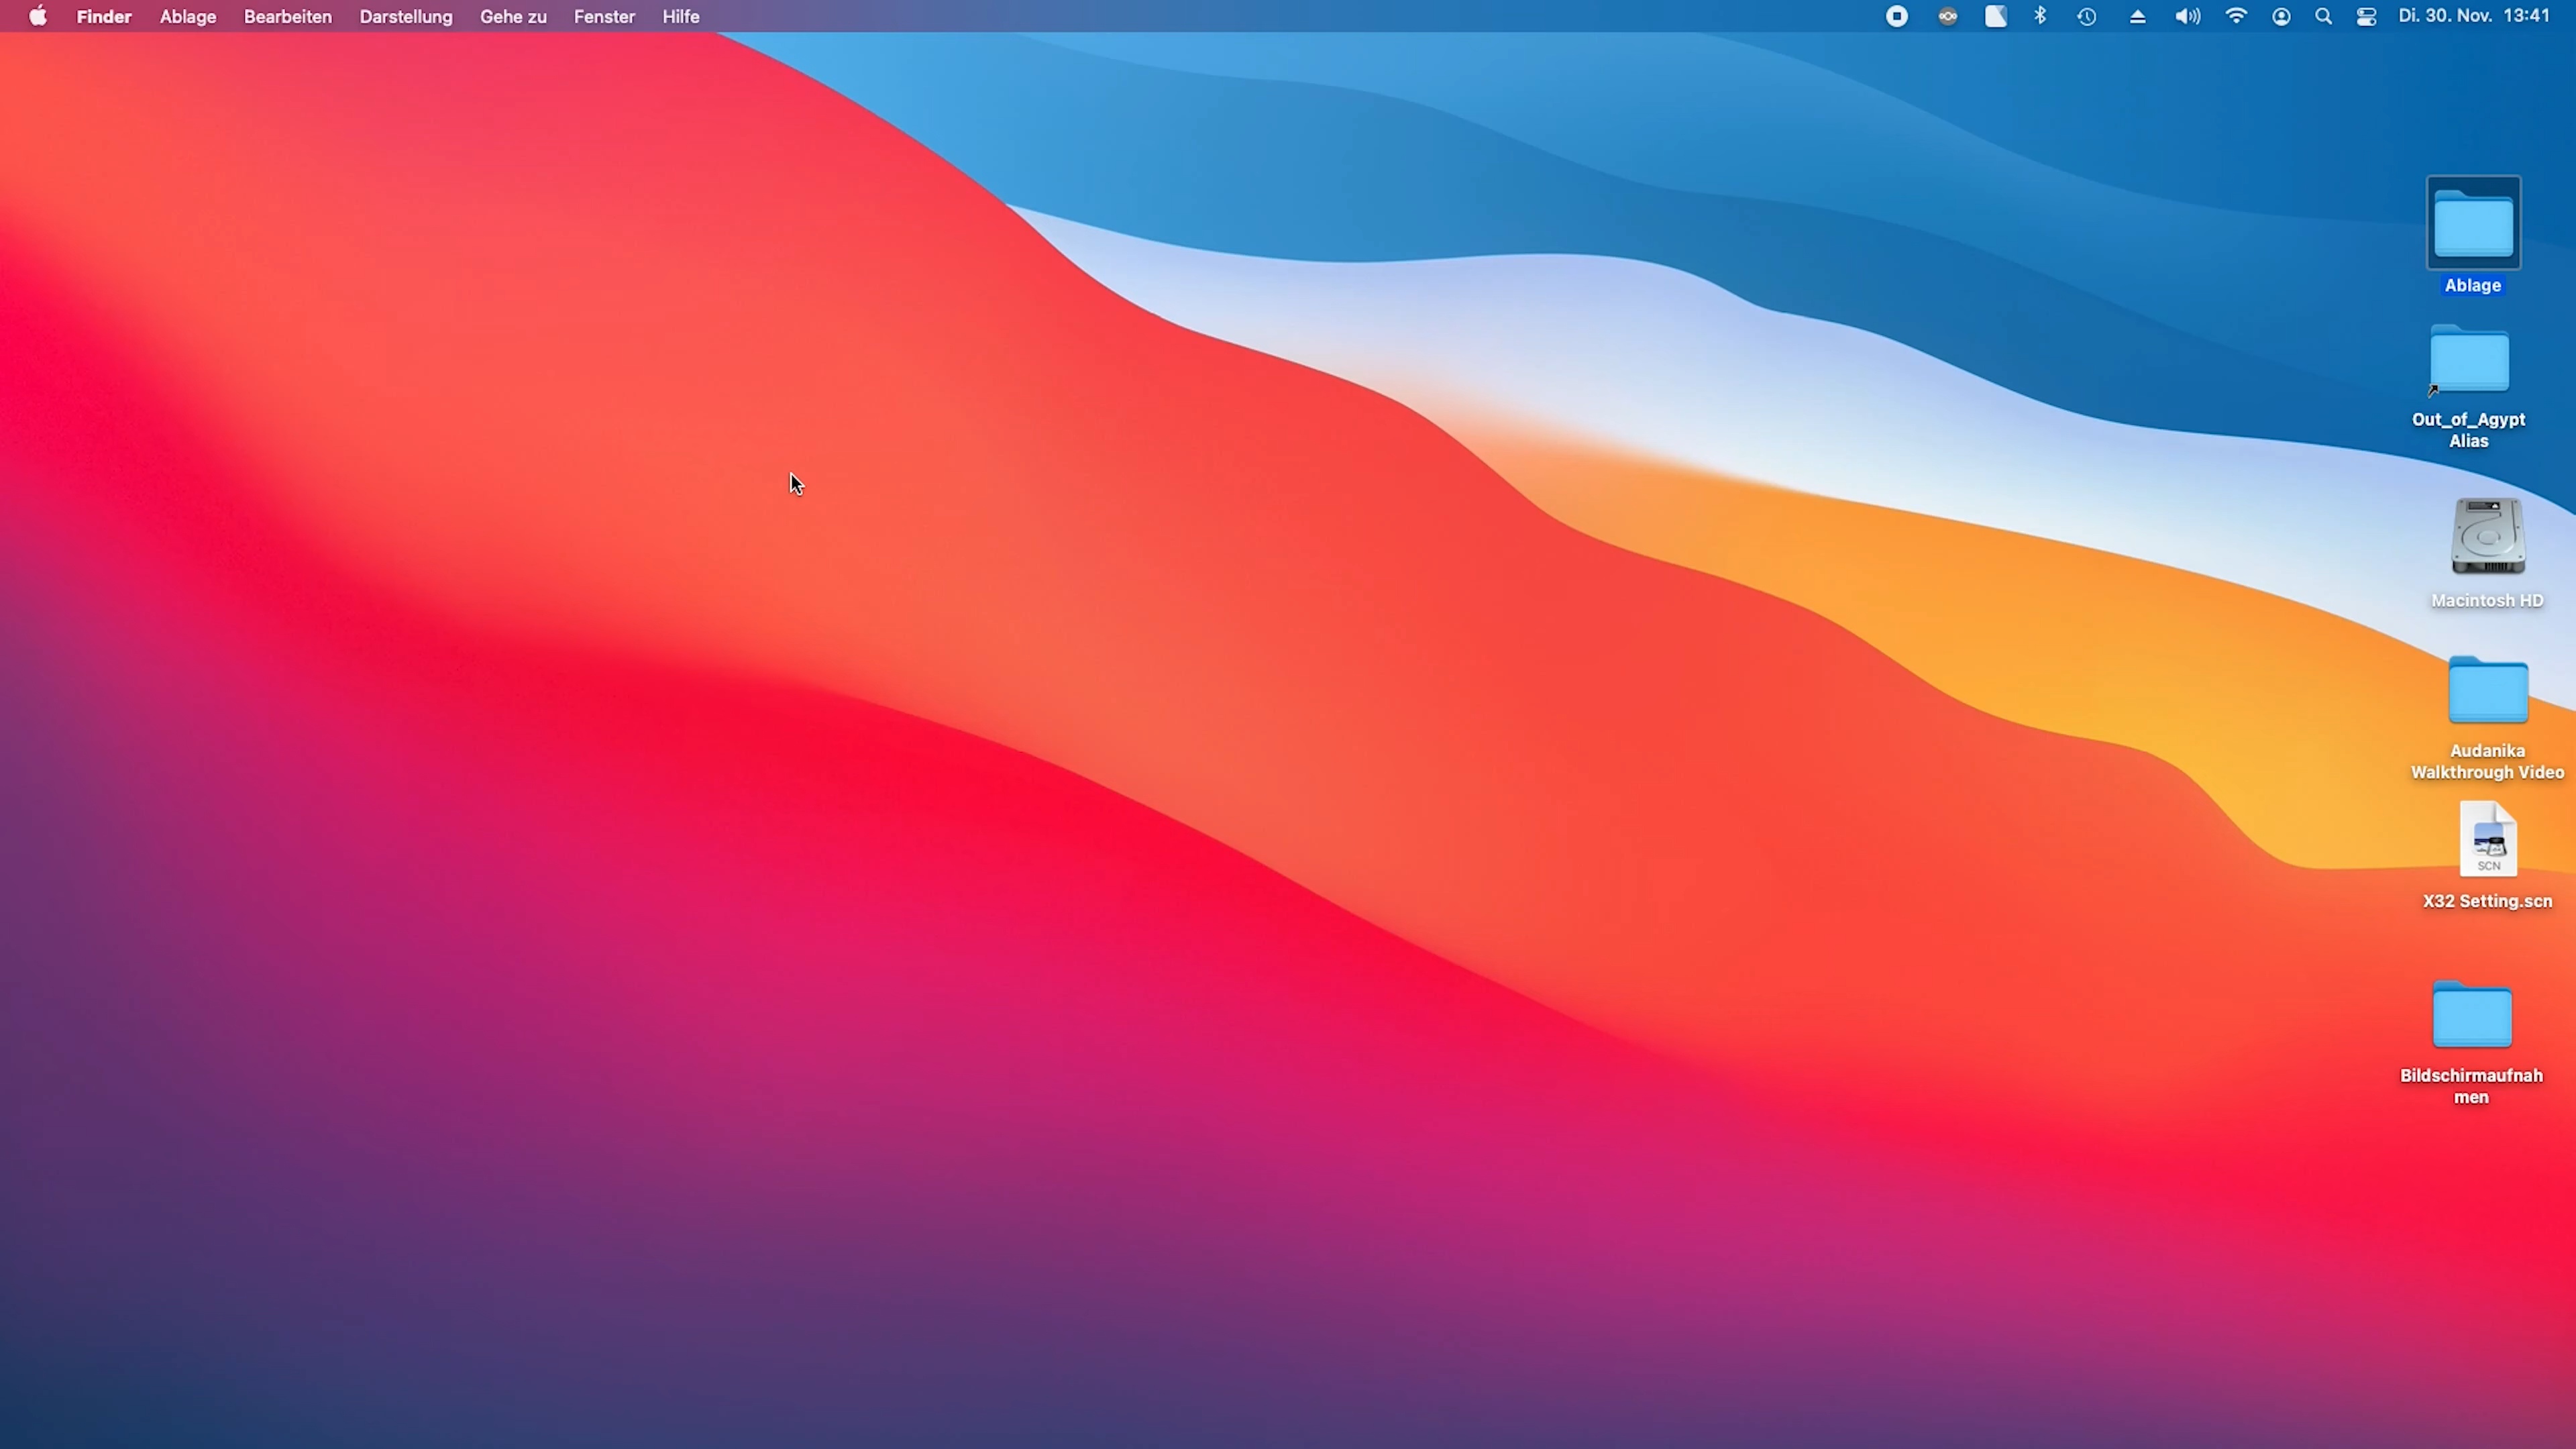 Finder Ablage Bearbeiten Darstellung Gehe zu Fenster Hilfe Di. 30. Nov. 13:41
Ablage
Out_of_Agypt
Alias
Macintosh HD
Audanika
Walkthrough Video
SCN
X32 Setting.scn
Bildschirmaufnah
men